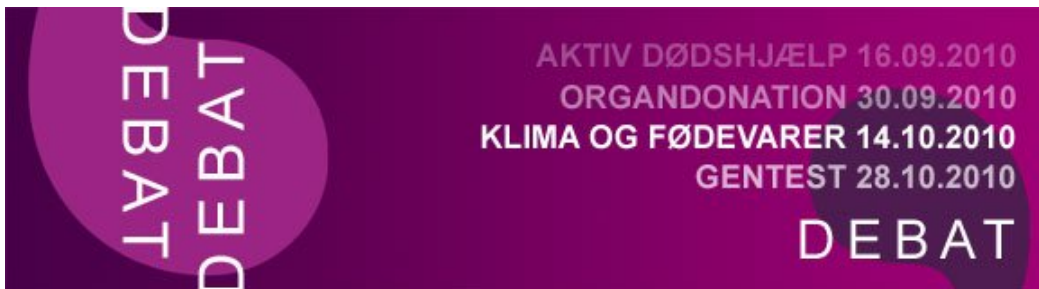 DEBAT
DEBAT
AKTIV DØDSHJÆLP 16.09.2010
ORGANDONATION 30.09.2010
KLIMA OG FØDEVARER 14.10.2010
GENTEST 28.10.2010
DEBAT